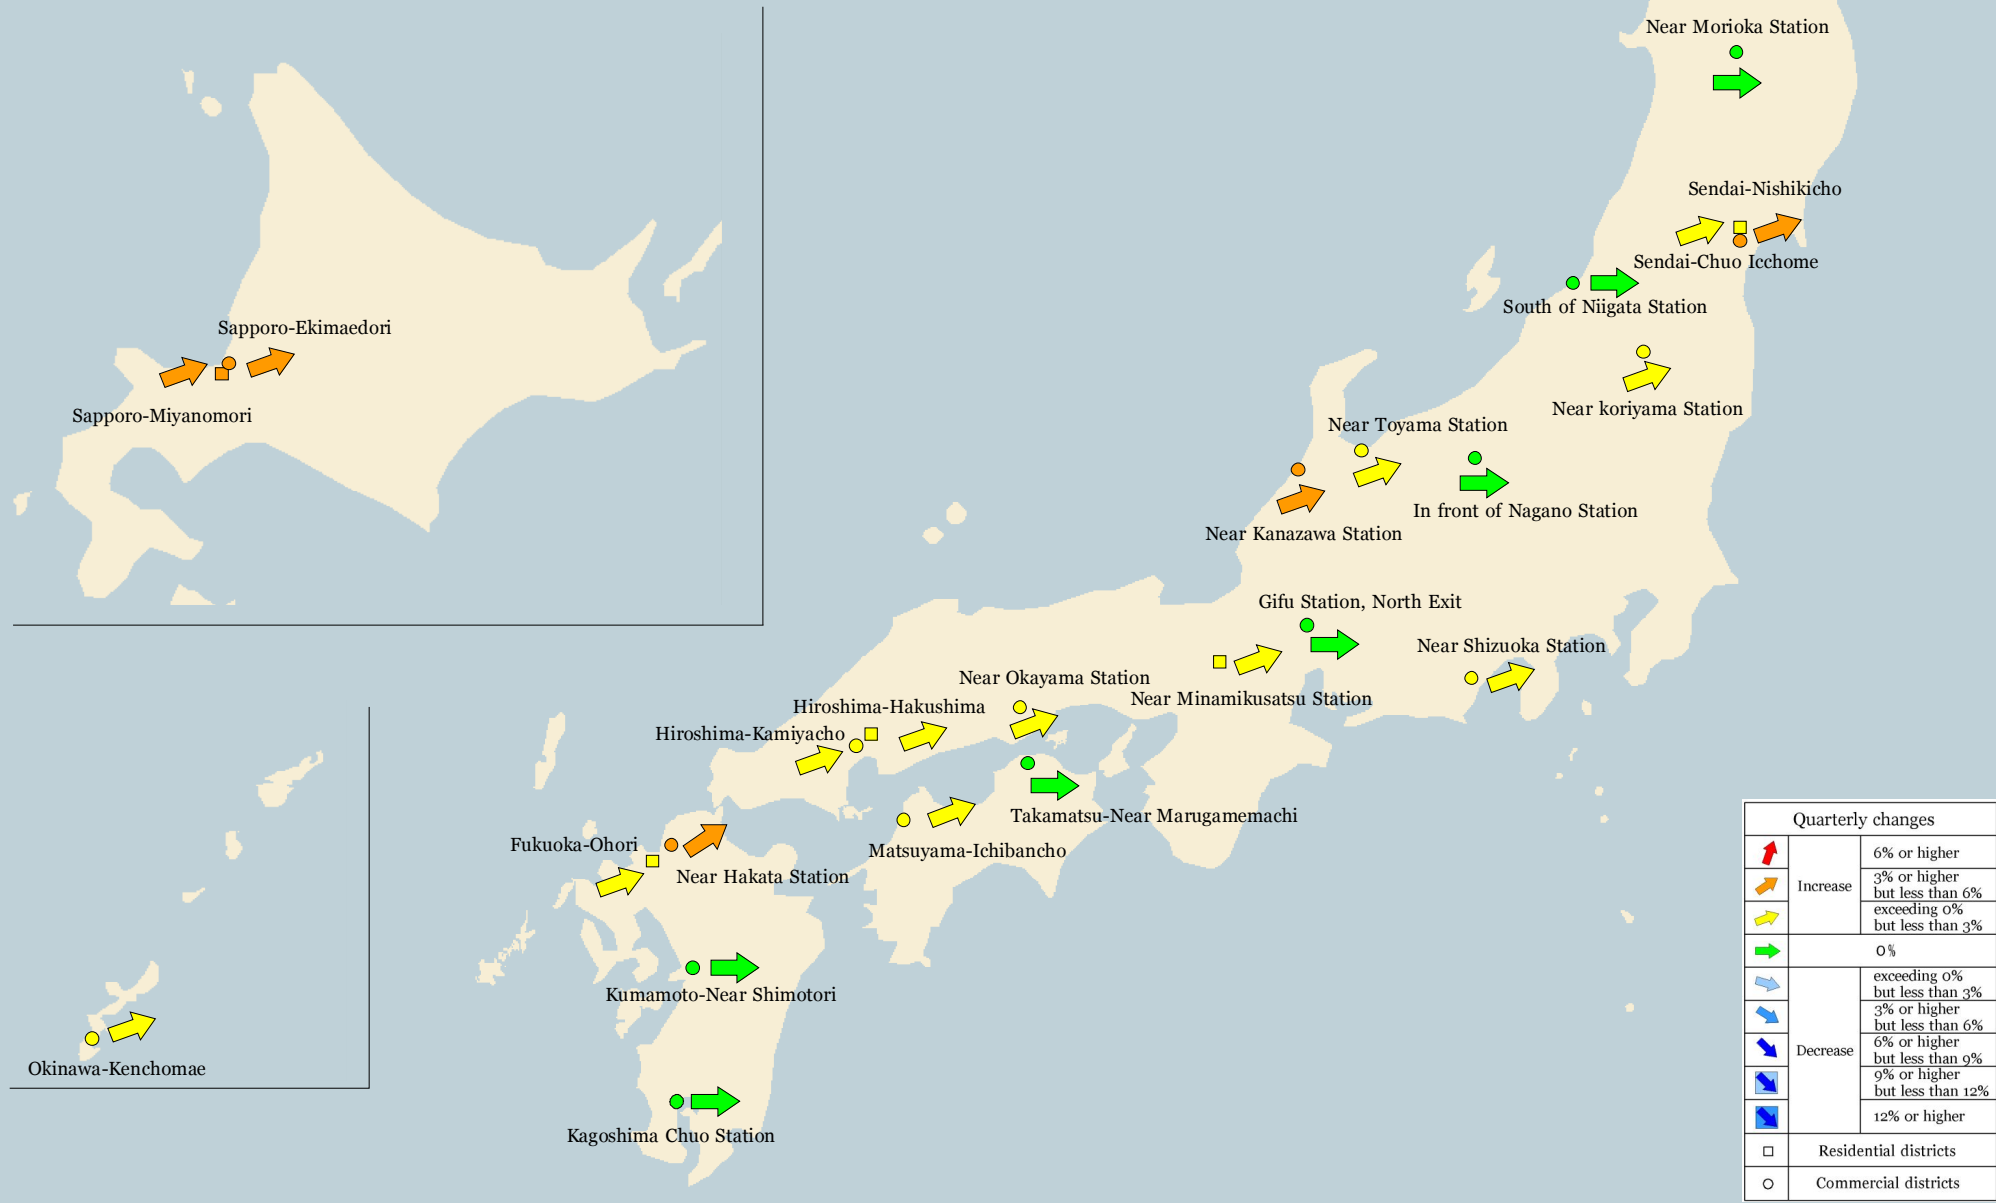 Near Morioka Station
Sendai-Nishikicho
Sendai-Chuo Icchome
South of Niigata Station
Sapporo-Ekimaedori
Sapporo-Miyanomori
Near koriyama Station
Near Toyama Station
In front of Nagano Station
Near Kanazawa Station
Gifu Station, North Exit
Near Shizuoka Station
Near Okayama Station
Near Minamikusatsu Station
Hiroshima-Hakushima
Hiroshima-Kamiyacho
Takamatsu-Near Marugamemachi
Fukuoka-Ohori
Matsuyama-Ichibancho
Near Hakata Station
Kumamoto-Near Shimotori
Okinawa-Kenchomae
Kagoshima Chuo Station
Quarterly changes
Increase
6% or higher
3% or higher
but less than 6%
exceeding 0%
but less than 3%
0%
Decrease
exceeding 0%
but less than 3%
3% or higher
but less than 6%
6% or higher
but less than 9%
9% or higher
but less than 12%
12% or higher
Residential districts
Commercial districts